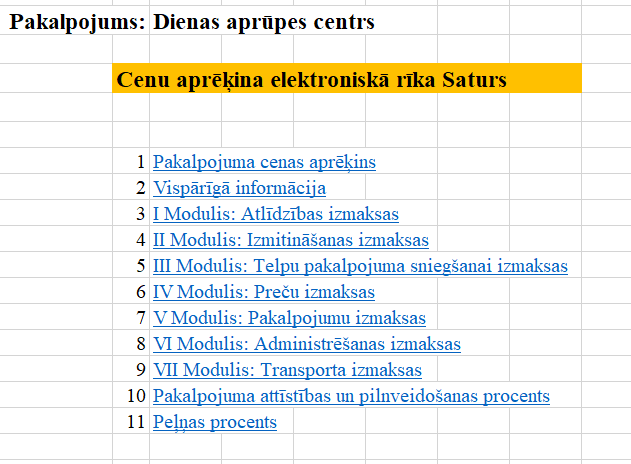 Pakalpojums: Dienas aprūpes centrs
Cenu aprēķina elektroniskā rīka Saturs
1 Pakalpojuma cenas aprēķins
2 Vispārīgā informācija
3 I Modulis: Atlīdzības izmaksas
4 II Modulis: Izmitināšanas izmaksas
5 III Modulis: Telpu pakalpojuma sniegšanai izmaksas
6 IV Modulis: Preču izmaksas
7 V Modulis: Pakalpojumu izmaksas
8 VI Modulis: Administrēšanas izmaksas
9 VII Modulis: Transporta izmaksas
10 Pakalpojuma attīstības un pilnveidošanas procents
11 Peļņas procents